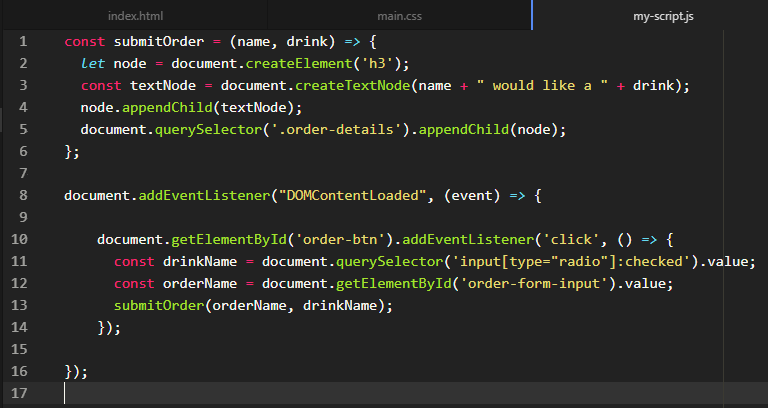 index.html main.css my-script.js
1 const submitOrder = (name, drink) => {
2 let node = document.createElement('h3');
3 const textNode = document.createTextNode(name + " would like a " + drink);
4 node.appendChild(textNode);
5 document.querySelector('.order-details').appendChild(node);
6 };
7
8 document.addEventListener("DOMContentLoaded", (event) => {
9
10 document.getElementById('order-btn').addEventListener('click', () => {
11 const drinkName = document.querySelector('input[type="radio"]:checked').value;
12 const orderName = document.getElementById('order-form-input').value;
13 submitOrder(orderName, drinkName);
14 });
15
16 });
17